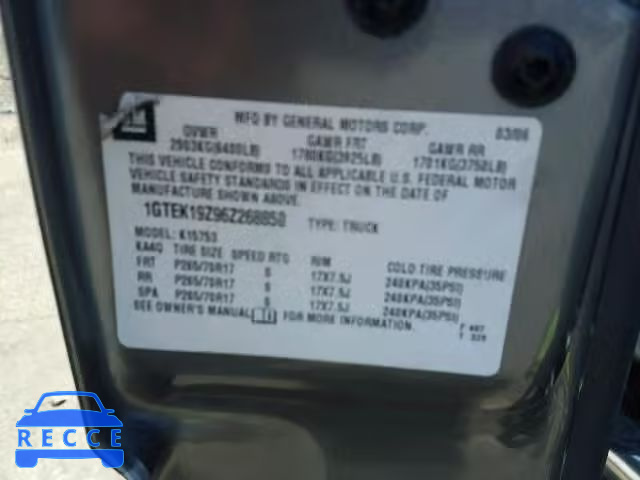 GM
MFD BY GENERAL MOTORS CORP. 03/06
GVWR GAWR FRT GAWR RR
2903KG(6400LB) 1780KG(3925LB) 1701KG(3750LB)
THIS VEHICLE CONFORMS TO ALL APPLICABLE U.S. FEDERAL MOTOR
VEHICLE SAFETY STANDARDS IN EFFECT ON THE DATE OF
MANUFACTURE SHOWN ABOVE.
1GTEK19Z96Z268850 TYPE: TRUCK
MODEL: K15753
KA4Q TIRE SIZE SPEED RTG RIM COLD TIRE PRESSURE
FRT P265/70R17 S 17X7.5J 240KPA(35PSI)
RR P265/70R17 S 17X7.5J 240KPA(35PSI)
SPA P265/70R17 S 17X7.5J 240KPA(35PSI)
SEE OWNER'S MANUAL FOR MORE INFORMATION.
RECCE